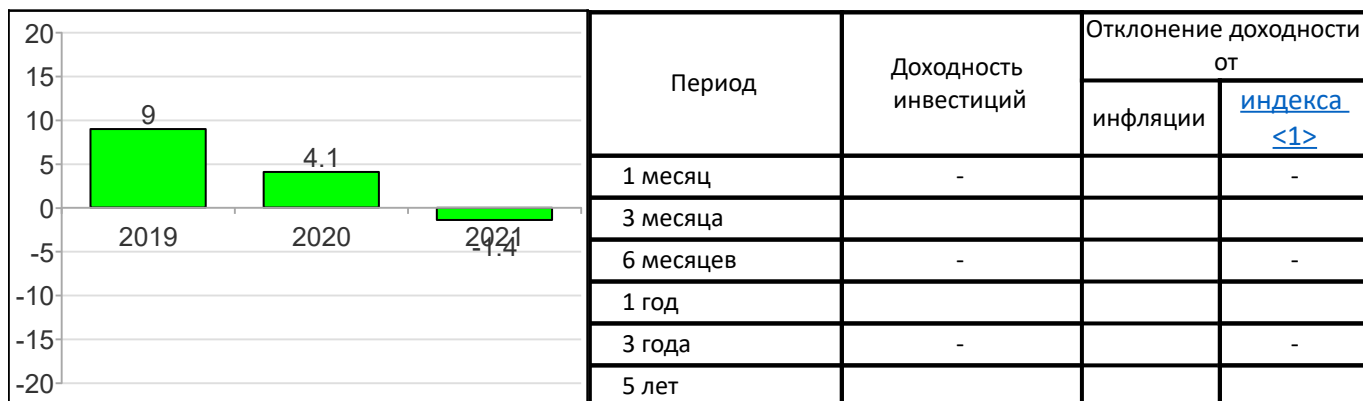 20
15
10
5
0
-5
-10
-15
-20
9
4.1
-1.4
2019
2020
2021
Период
Доходность
инвестиций
Отклонение доходности
от
инфляции
индекса
<1>
1 месяц - -
3 месяца
6 месяцев - -
1 год
3 года - -
5 лет